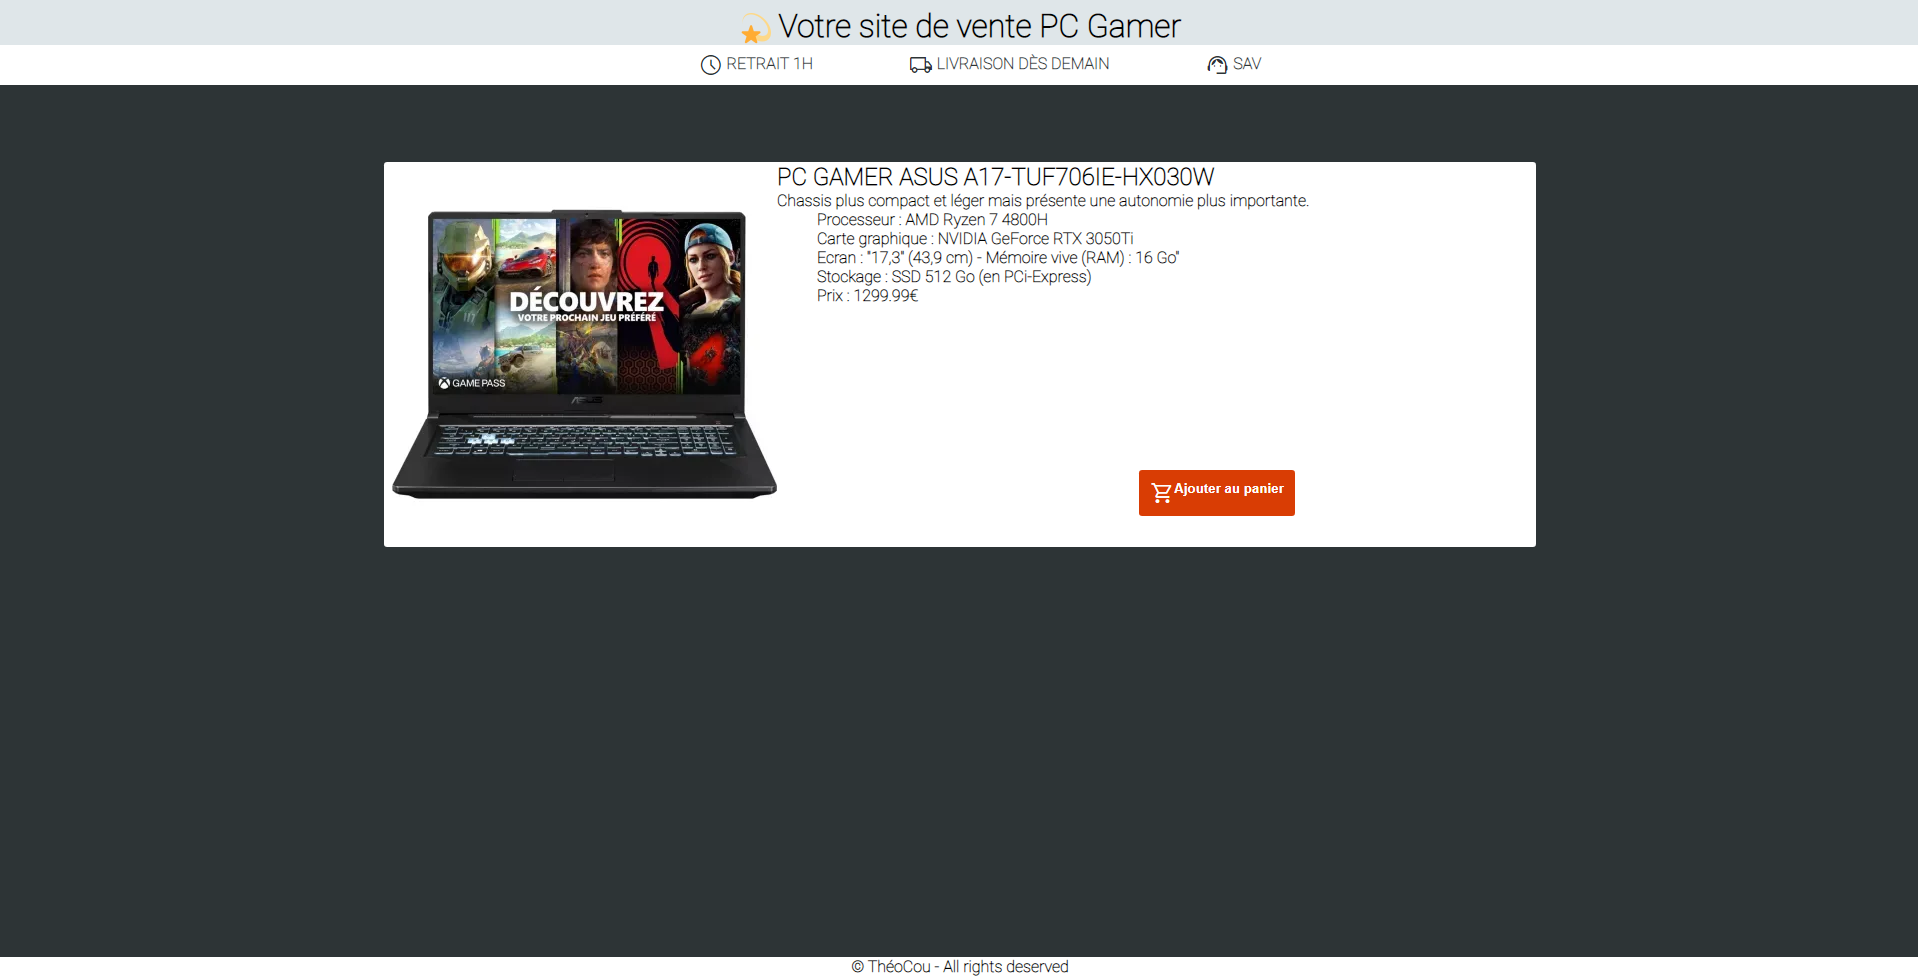 Votre site de vente PC Gamer
RETRAIT 1H
LIVRAISON DÈS DEMAIN
SAV
PC GAMER ASUS A17-TUF706IE-HX030W
Chassis plus compact et léger mais présente une autonomie plus importante.
Processeur : AMD Ryzen 7 4800H
Carte graphique : NVIDIA GeForce RTX 3050Ti
Ecran : "17,3" (43,9 cm) - Mémoire vive (RAM) : 16 Go"
Stockage : SSD 512 Go (en PCi-Express)
Prix : 1299.99€
DÉCOUVREZ
VOTRE PROCHAIN JEU PRÉFÉRÉ
GAME PASS
ASUS
Ajouter au panier
© ThéoCou - All rights deserved